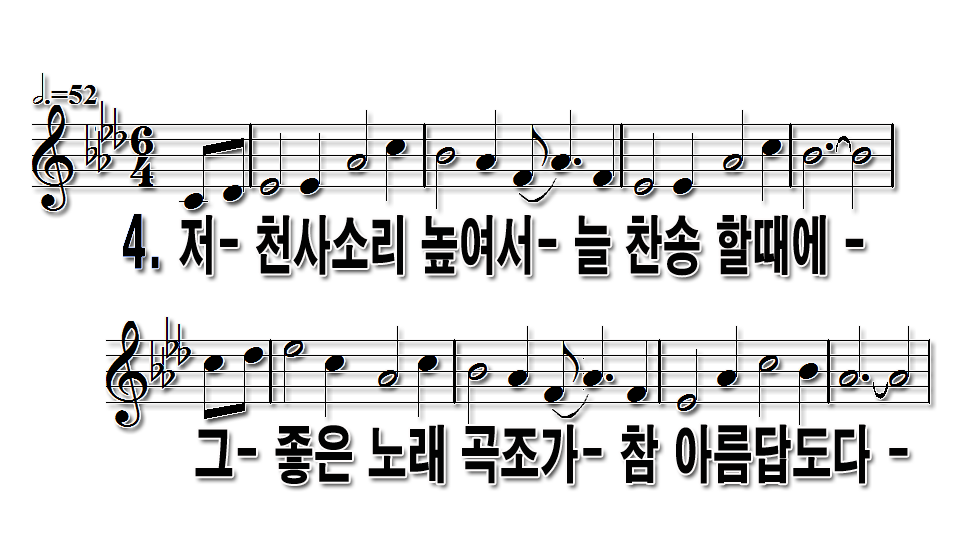 ♩.=52
6
4
4. 저- 천사소리 높여서- 늘 찬송 할때에 -
그- 좋은 노래 곡조가- 참 아름답도다 -